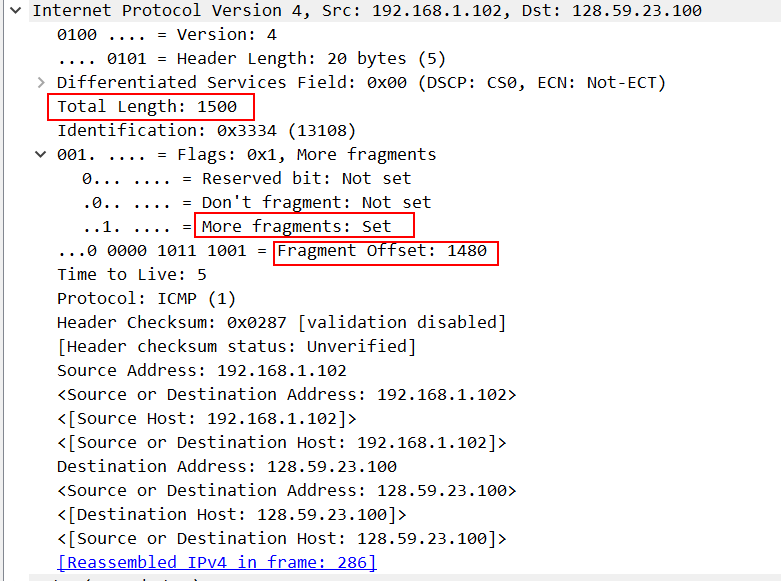 Internet Protocol Version 4, Src: 192.168.1.102, Dst: 128.59.23.100
0100 .... = Version: 4
.... 0101 = Header Length: 20 bytes (5)
Differentiated Services Field: 0x00 (DSCP: CS0, ECN: Not-ECT)
Total Length: 1500
Identification: 0x3334 (13108)
001. .... = Flags: 0x1, More fragments
0... .... = Reserved bit: Not set
.0.. .... = Don't fragment: Not set
..1. .... = More fragments: Set
...0 0000 1011 1001 = Fragment Offset: 1480
Time to Live: 5
Protocol: ICMP (1)
Header Checksum: 0x0287 [validation disabled]
[Header checksum status: Unverified]
Source Address: 192.168.1.102
<Source or Destination Address: 192.168.1.102>
<[Source Host: 192.168.1.102]>
<[Source or Destination Host: 192.168.1.102]>
Destination Address: 128.59.23.100
<Source or Destination Address: 128.59.23.100>
<[Destination Host: 128.59.23.100]>
<[Source or Destination Host: 128.59.23.100]>
[Reassembled IPv4 in frame: 286]